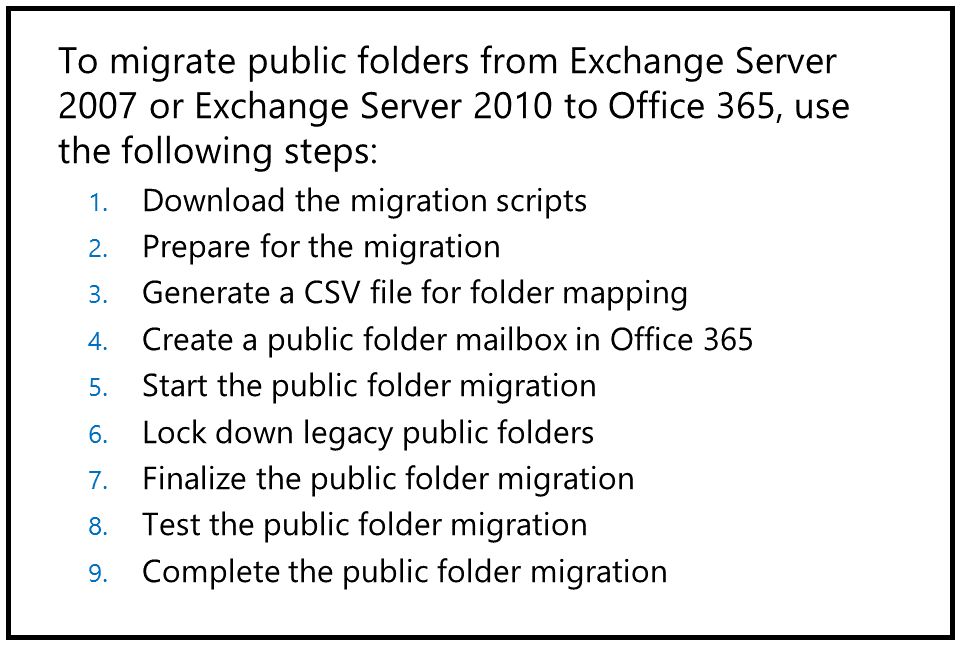 To migrate public folders from Exchange Server
2007 or Exchange Server 2010 to Office 365, use
the following steps:
1. Download the migration scripts
2. Prepare for the migration
3. Generate a CSV file for folder mapping
4. Create a public folder mailbox in Office 365
5. Start the public folder migration
6. Lock down legacy public folders
7. Finalize the public folder migration
8. Test the public folder migration
9. Complete the public folder migration